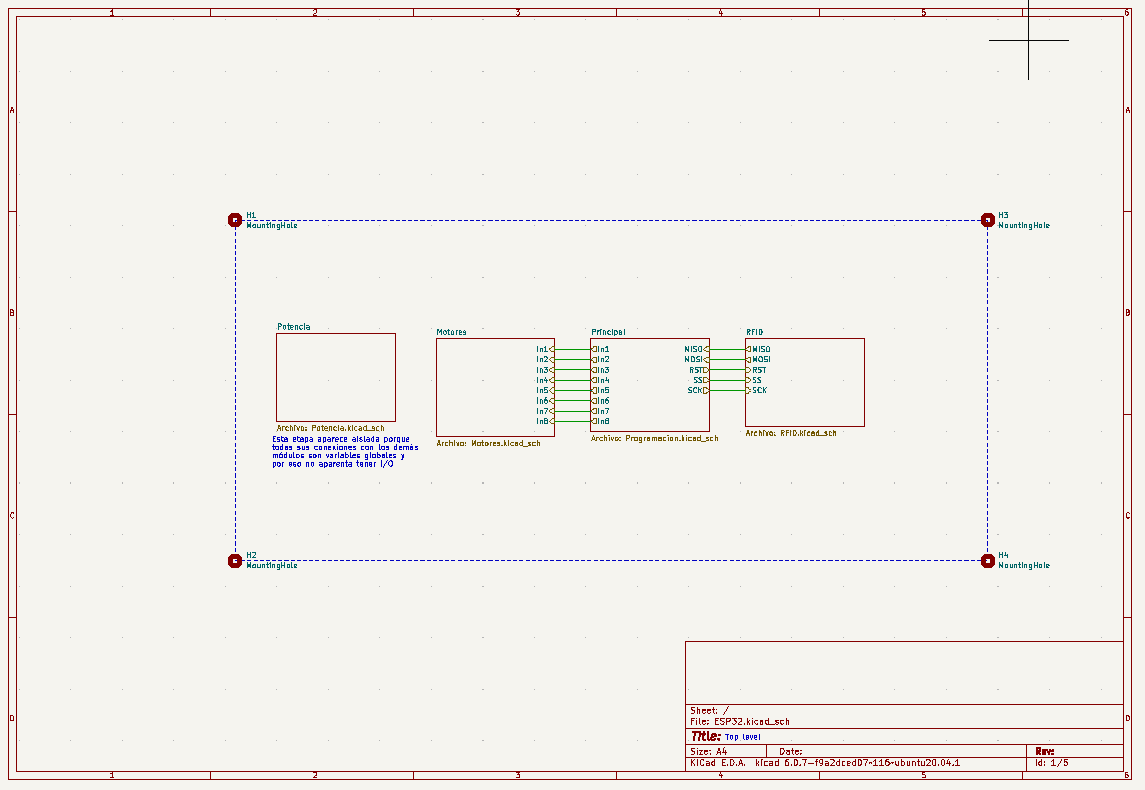 1 2 3 4 5 6
A A
H1
MountingHole
H3
MountingHole
B B
Potencia
Archivo: Potencia.kicad_sch
Esta etapa aparece aislada porque
todas sus conexiones con los demás
módulos son variables globales y
por eso no aparenta tener I/O
Motores
In1
In2
In3
In4
In5
In6
In7
In8
Archivo: Motores.kicad_sch
Principal
In1 MISO
In2 MOSI
In3 RST
In4 SS
In5 SCK
In6
In7
In8
Archivo: Programacion.kicad_sch
RFID
MISO
MOSI
RST
SS
SCK
Archivo: RFID.kicad_sch
C C
H2
MountingHole
H4
MountingHole
D D
Sheet: /
File: ESP32.kicad_sch
Title: Top level
Size: A4 Date: Rev:
KiCad E.D.A. kicad 6.0.7-f9a2dced07~116~ubuntu20.04.1 Id: 1/5
1 2 3 4 5 6